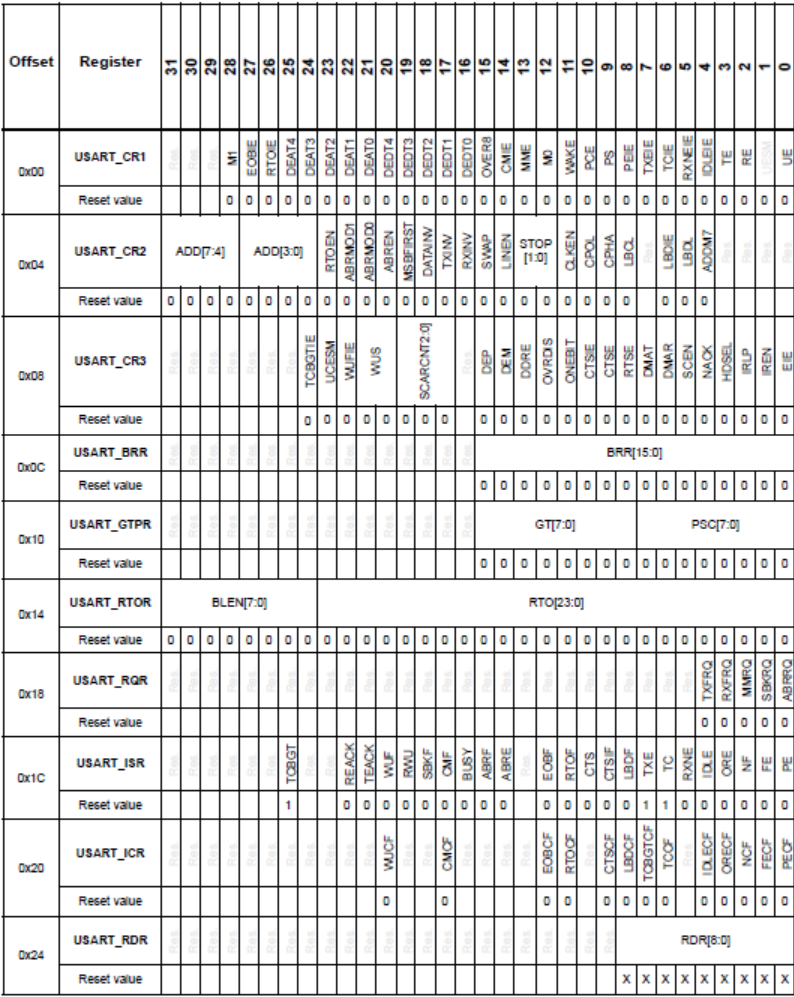 Offset Register 31 30 29 28 27 26 25 24 23 22 21 20 19 18 17 16 15 14 13 12 11 10 9 8 7 6 5 4 3 2 1 0
0x00 USART_CR1 Res. Res. Res. M1 EOBIE RTOIE DEAT4 DEAT3 DEAT2 DEAT1 DEAT0 DEDT4 DEDT3 DEDT2 DEDT1 DEDT0 OVER8 CMIE MME M0 WAKE PCE PS PEIE TXEIE TCIE RXNEIE IDLEIE TE RE UESM UE
Reset value 0 0 0 0 0 0 0 0 0 0 0 0 0 0 0 0 0 0 0 0 0 0 0 0 0 0 0 0
0x04 USART_CR2 ADD[7:4] ADD[3:0] RTOEN ABRMOD1 ABRMOD0 ABREN MSBFIRST DATAINV TXINV RXINV SWAP LINEN STOP [1:0] CLKEN CPOL CPHA LBCL Res. LBDIE LBDL ADDM7 Res. Res. Res. Res.
Reset value 0 0 0 0 0 0 0 0 0 0 0 0 0 0 0 0 0 0 0 0 0 0 0 0 0 0 0
0x08 USART_CR3 Res. Res. Res. Res. Res. Res. Res. TCBGTIE UCESM WUFIE WUS SCARCNT2:0] Res. DEP DEM DDRE OVRDIS ONEBIT CTSIE CTSE RTSE DMAT DMAR SCEN NACK HDSEL IRLP IREN EIE
Reset value 0 0 0 0 0 0 0 0 0 0 0 0 0 0 0 0 0 0 0 0 0 0 0 0
0x0C USART_BRR Res. Res. Res. Res. Res. Res. Res. Res. Res. Res. Res. Res. Res. Res. Res. Res. BRR[15:0]
Reset value 0 0 0 0 0 0 0 0 0 0 0 0 0 0 0 0
0x10 USART_GTPR Res. Res. Res. Res. Res. Res. Res. Res. Res. Res. Res. Res. Res. Res. Res. Res. GT[7:0] PSC[7:0]
Reset value 0 0 0 0 0 0 0 0 0 0 0 0 0 0 0 0
0x14 USART_RTOR BLEN[7:0] RTO[23:0]
Reset value 0 0 0 0 0 0 0 0 0 0 0 0 0 0 0 0 0 0 0 0 0 0 0 0 0 0 0 0 0 0 0 0
0x18 USART_RQR Res. Res. Res. Res. Res. Res. Res. Res. Res. Res. Res. Res. Res. Res. Res. Res. Res. Res. Res. Res. Res. Res. Res. Res. Res. Res. Res. TXFRQ RXFRQ MMRQ SBKRQ ABRRQ
Reset value 0 0 0 0 0
0x1C USART_ISR Res. Res. Res. Res. Res. Res. TCBGT Res. Res. REACK TEACK WUF RWU SBKF CMF BUSY ABRF ABRE Res. EOBF RTOF CTS CTSIF LBDF TXE TC RXNE IDLE ORE NF FE PE
Reset value 1 0 0 0 0 0 0 0 0 0 0 0 0 0 0 1 1 0 0 0 0 0 0
0x20 USART_ICR Res. Res. Res. Res. Res. Res. Res. Res. Res. Res. Res. WUCF Res. Res. CMCF Res. Res. Res. Res. EOBCF RTOCF Res. CTSCF LBDCF TCBGTCF TCCF Res. IDLECF ORECF NCF FECF PECF
Reset value 0 0 0 0 0 0 0 0 0 0 0 0 0
0x24 USART_RDR Res. Res. Res. Res. Res. Res. Res. Res. Res. Res. Res. Res. Res. Res. Res. Res. Res. Res. Res. Res. Res. Res. Res. RDR[8:0]
Reset value X X X X X X X X X